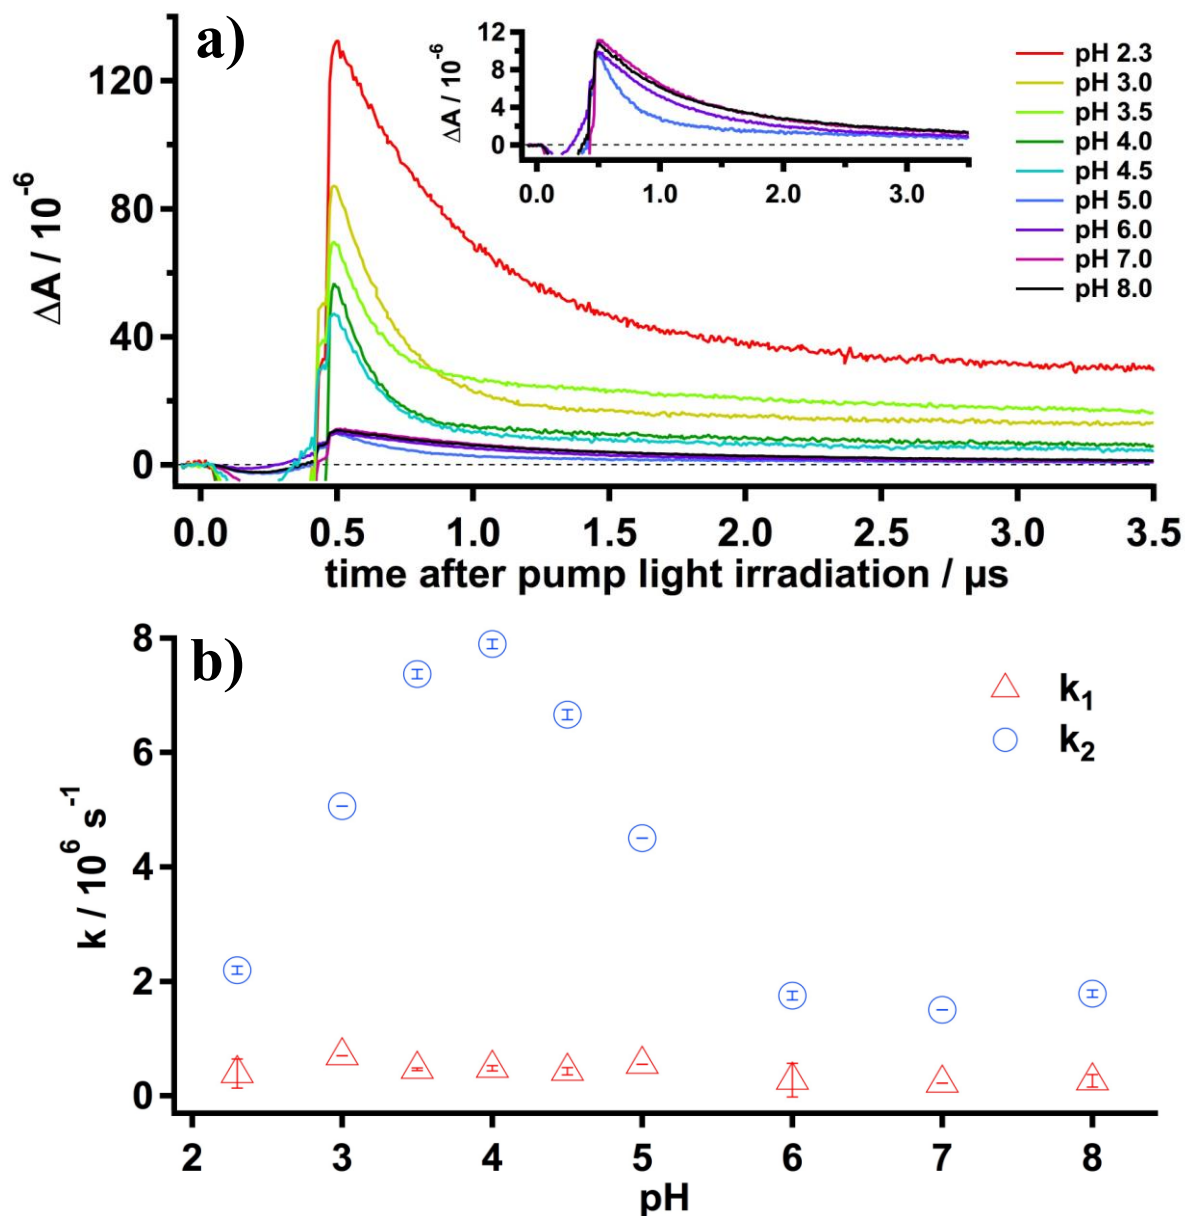 a)
ΔA / 10⁻⁶
120
80
40
0
0.0 0.5 1.0 1.5 2.0 2.5 3.0 3.5
time after pump light irradiation / µs
ΔA / 10⁻⁶
12
8
4
0
0.0 1.0 2.0 3.0
pH 2.3
pH 3.0
pH 3.5
pH 4.0
pH 4.5
pH 5.0
pH 6.0
pH 7.0
pH 8.0
b)
k / 10⁶ s⁻¹
8
6
4
2
0
k₁
k₂
2 3 4 5 6 7 8
pH